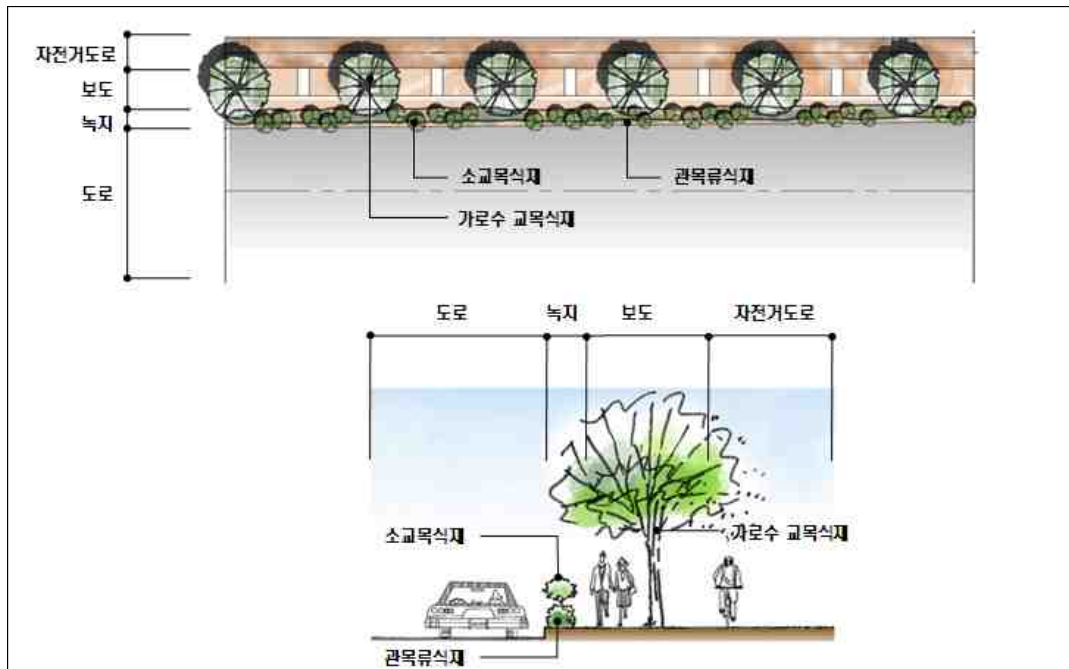 자전거도로
보도
녹지
도로
소교목식재
관목류식재
가로수 교목식재
도로
녹지
보도
자전거도로
소교목식재
가로수 교목식재
관목류식재